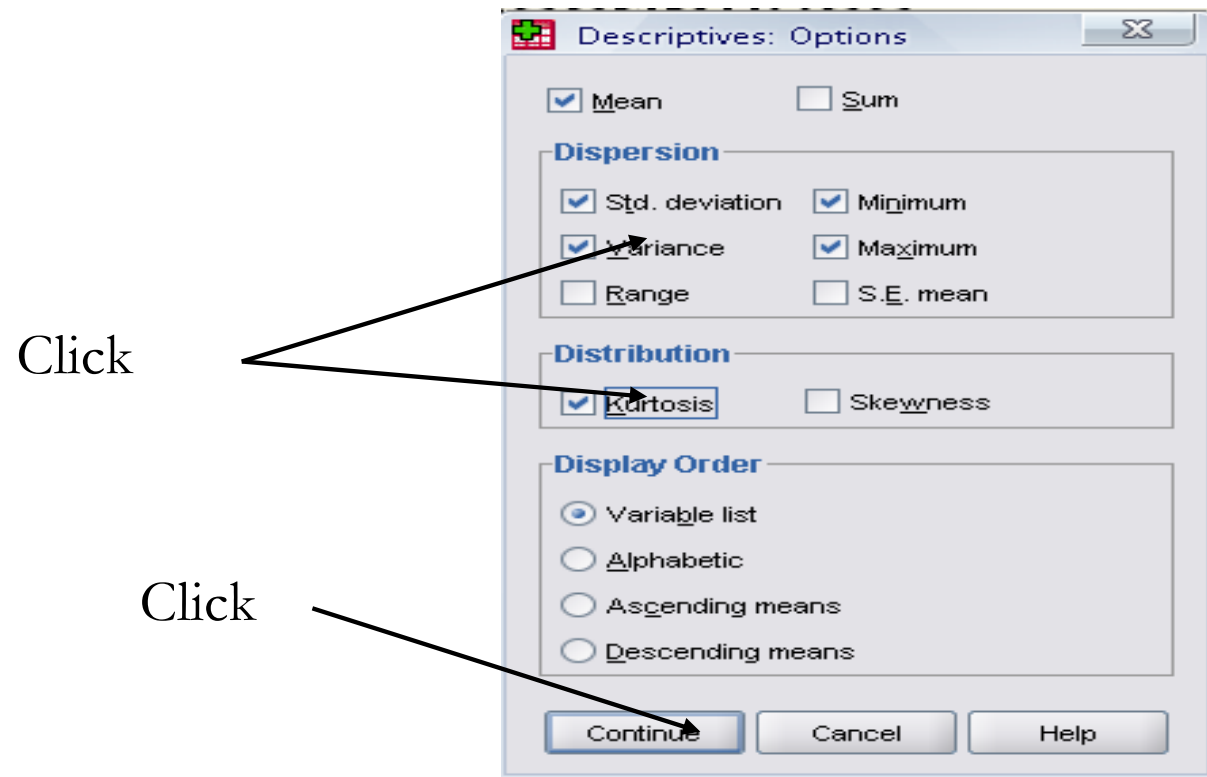 Descriptives: Options
Mean Sum
Dispersion
Std. deviation Minimum
Variance Maximum
Range S.E. mean
Click
Distribution
Kurtosis Skewness
Display Order
Variable list
Alphabetic
Click
Ascending means
Descending means
Continue Cancel Help